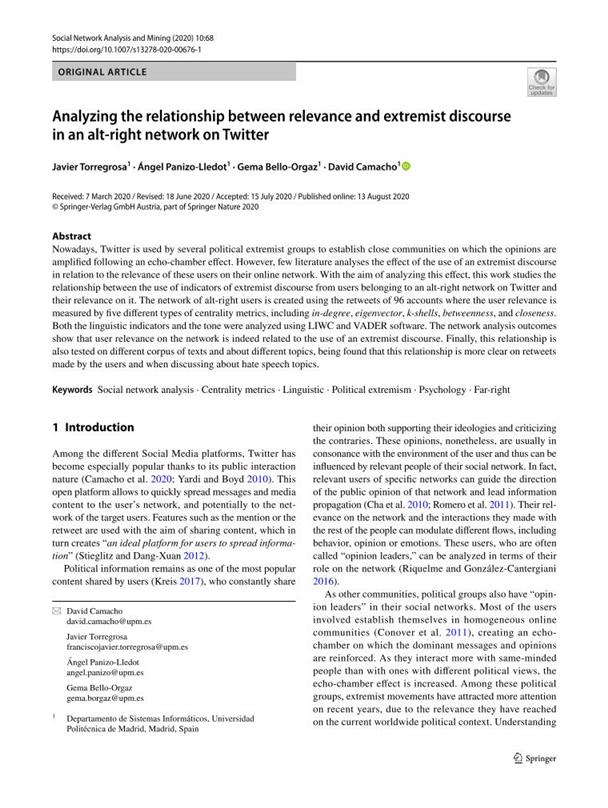 Social Network Analysis and Mining (2020) 10:68
https://doi.org/10.1007/s13278-020-00676-1
ORIGINAL ARTICLE
Check for
updates
Analyzing the relationship between relevance and extremist discourse
in an alt-right network on Twitter
Javier Torregrosa1 · Ángel Panizo-Lledot1 · Gema Bello-Orgaz1 · David Camacho1
Received: 7 March 2020 / Revised: 18 June 2020 / Accepted: 15 July 2020 / Published online: 13 August 2020
© Springer-Verlag GmbH Austria, part of Springer Nature 2020
Abstract
Nowadays, Twitter is used by several political extremist groups to establish close communities on which the opinions are
amplified following an echo-chamber effect. However, few literature analyses the effect of the use of an extremist discourse
in relation to the relevance of these users on their online network. With the aim of analyzing this effect, this work studies the
relationship between the use of indicators of extremist discourse from users belonging to an alt-right network on Twitter and
their relevance on it. The network of alt-right users is created using the retweets of 96 accounts where the user relevance is
measured by five different types of centrality metrics, including in-degree, eigenvector, k-shells, betweenness, and closeness.
Both the linguistic indicators and the tone were analyzed using LIWC and VADER software. The network analysis outcomes
show that user relevance on the network is indeed related to the use of an extremist discourse. Finally, this relationship is
also tested on different corpus of texts and about different topics, being found that this relationship is more clear on retweets
made by the users and when discussing about hate speech topics.
Keywords Social network analysis · Centrality metrics · Linguistic · Political extremism · Psychology · Far-right
1 Introduction
Among the different Social Media platforms, Twitter has
become especially popular thanks to its public interaction
nature (Camacho et al. 2020; Yardi and Boyd 2010). This
open platform allows to quickly spread messages and media
content to the user's network, and potentially to the net-
work of the target users. Features such as the mention or the
retweet are used with the aim of sharing content, which in
turn creates "an ideal platform for users to spread informa-
tion" (Stieglitz and Dang-Xuan 2012).
Political information remains as one of the most popular
content shared by users (Kreis 2017), who constantly share
David Camacho
david.camacho@upm.es
Javier Torregrosa
franciscojavier.torregrosa@upm.es
Ángel Panizo-Lledot
angel.panizo@upm.es
Gema Bello-Orgaz
gema.borgaz@upm.es
1 Departamento de Sistemas Informáticos, Universidad
Politécnica de Madrid, Madrid, Spain
their opinion both supporting their ideologies and criticizing
the contraries. These opinions, nonetheless, are usually in
consonance with the environment of the user and thus can be
influenced by relevant people of their social network. In fact,
relevant users of specific networks can guide the direction
of the public opinion of that network and lead information
propagation (Cha et al. 2010; Romero et al. 2011). Their rel-
evance on the network and the interactions they made with
the rest of the people can modulate different flows, including
behavior, opinion or emotions. These users, who are often
called "opinion leaders," can be analyzed in terms of their
role on the network (Riquelme and González-Cantergiani
2016).
As other communities, political groups also have "opin-
ion leaders" in their social networks. Most of the users
involved establish themselves in homogeneous online
communities (Conover et al. 2011), creating an echo-
chamber on which the dominant messages and opinions
are reinforced. As they interact more with same-minded
people than with ones with different political views, the
echo-chamber effect is increased. Among these political
groups, extremist movements have attracted more attention
on recent years, due to the relevance they have reached
on the current worldwide political context. Understanding
Springer